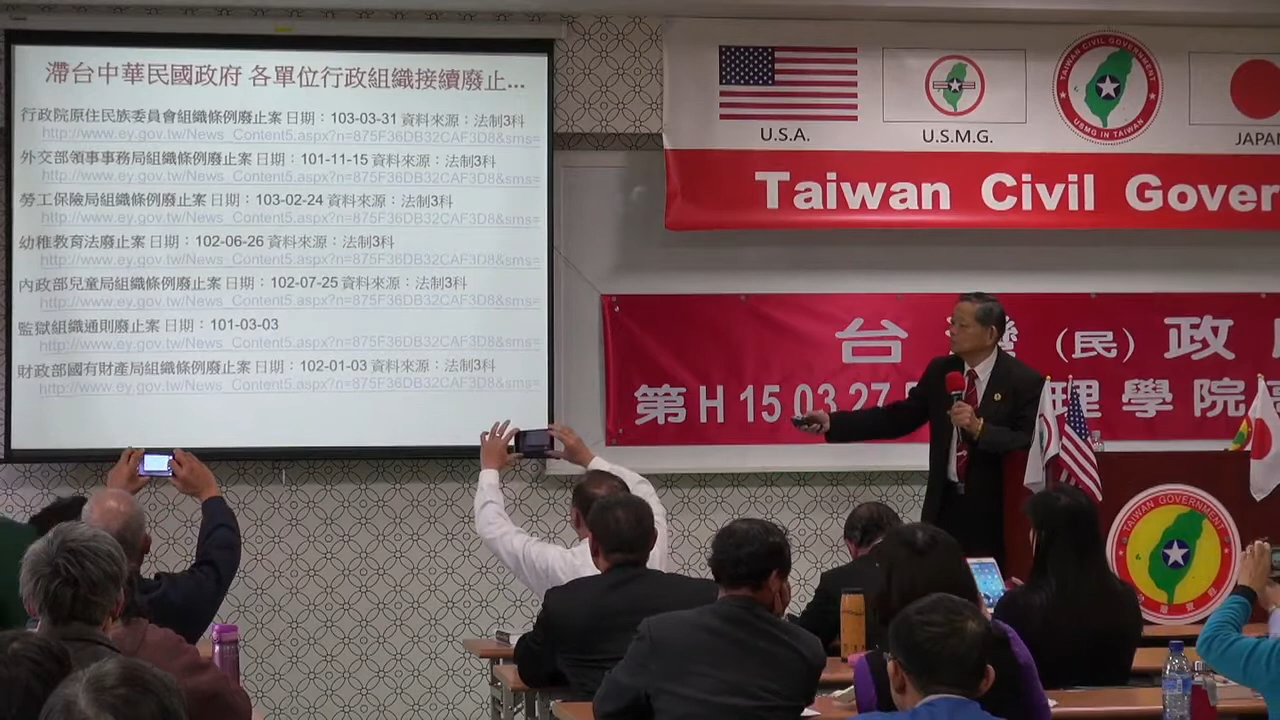 滯台中華民國政府 各單位行政組織接續廢止...
行政院原住民族委員會組織條例廢止案 日期：103-03-31 資料來源：法制3科
http://www.ey.gov.tw/News_Content5.aspx?n=875F36DB32CAF3D8&sms=
外交部領事事務局組織條例廢止案 日期：101-11-15 資料來源：法制3科
http://www.ey.gov.tw/News_Content5.aspx?n=875F36DB32CAF3D8&sms=
勞工保險局組織條例廢止案 日期：103-02-24 資料來源：法制3科
http://www.ey.gov.tw/News_Content5.aspx?n=875F36DB32CAF3D8&sms=
幼稚教育法廢止案 日期：102-06-26 資料來源：法制3科
http://www.ey.gov.tw/News_Content5.aspx?n=875F36DB32CAF3D8&sms=
內政部兒童局組織條例廢止案 日期：102-07-25 資料來源：法制3科
http://www.ey.gov.tw/News_Content5.aspx?n=875F36DB32CAF3D8&sms=
監獄組織通則廢止案 日期：101-03-03
http://www.ey.gov.tw/News_Content5.aspx?n=875F36DB32CAF3D8&sms=
財政部國有財產局組織條例廢止案 日期：102-01-03 資料來源：法制3科
http://www.ey.gov.tw/News_Content5.aspx?n=875F36DB32CAF3D8&sms=
U.S.A.
U.S.M.G.
TAIWAN CIVIL GOVERNMENT
USMG IN TAIWAN
JAPA
Taiwan Civil Gover
台灣（民）政
第H 15 03 27 理學院
TAIWAN GOVERNMENT